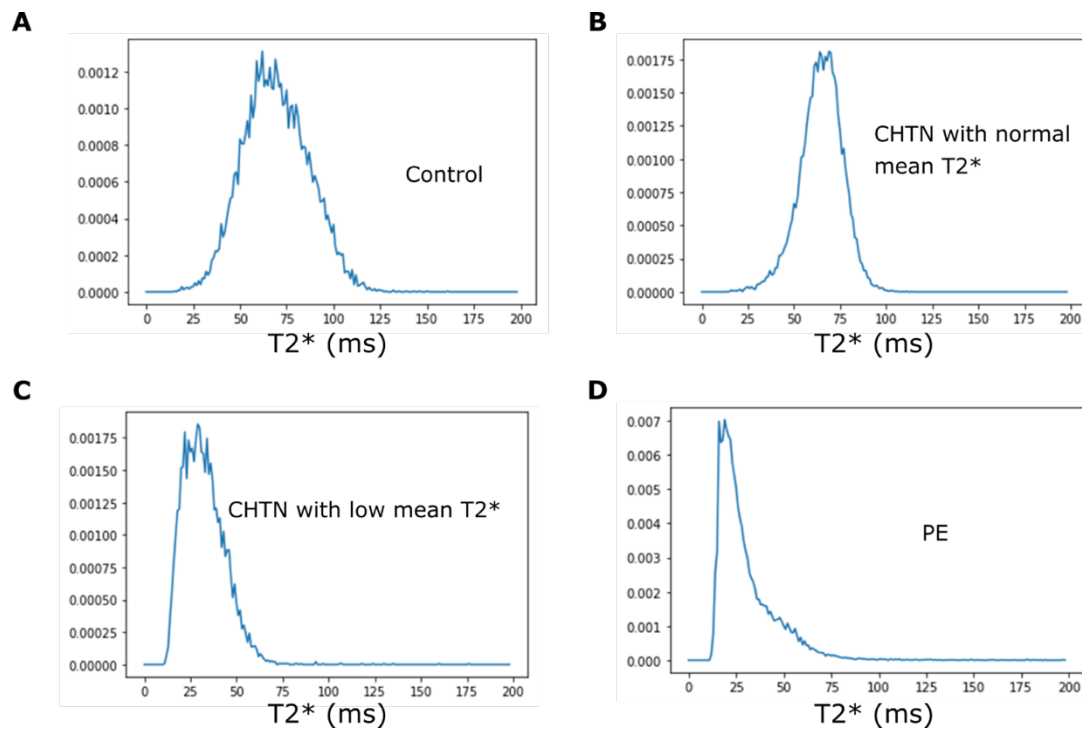 A
0.0012
0.0010
0.0008
0.0006
0.0004
0.0002
0.0000
Control
0 25 50 75 100 125 150 175 200
T2* (ms)
B
0.00175
0.00150
0.00125
0.00100
0.00075
0.00050
0.00025
0.00000
CHTN with normal
mean T2*
0 25 50 75 100 125 150 175 200
T2* (ms)
C
0.00175
0.00150
0.00125
0.00100
0.00075
0.00050
0.00025
0.00000
CHTN with low mean T2*
0 25 50 75 100 125 150 175 200
T2* (ms)
D
0.007
0.006
0.005
0.004
0.003
0.002
0.001
0.000
PE
0 25 50 75 100 125 150 175 200
T2* (ms)